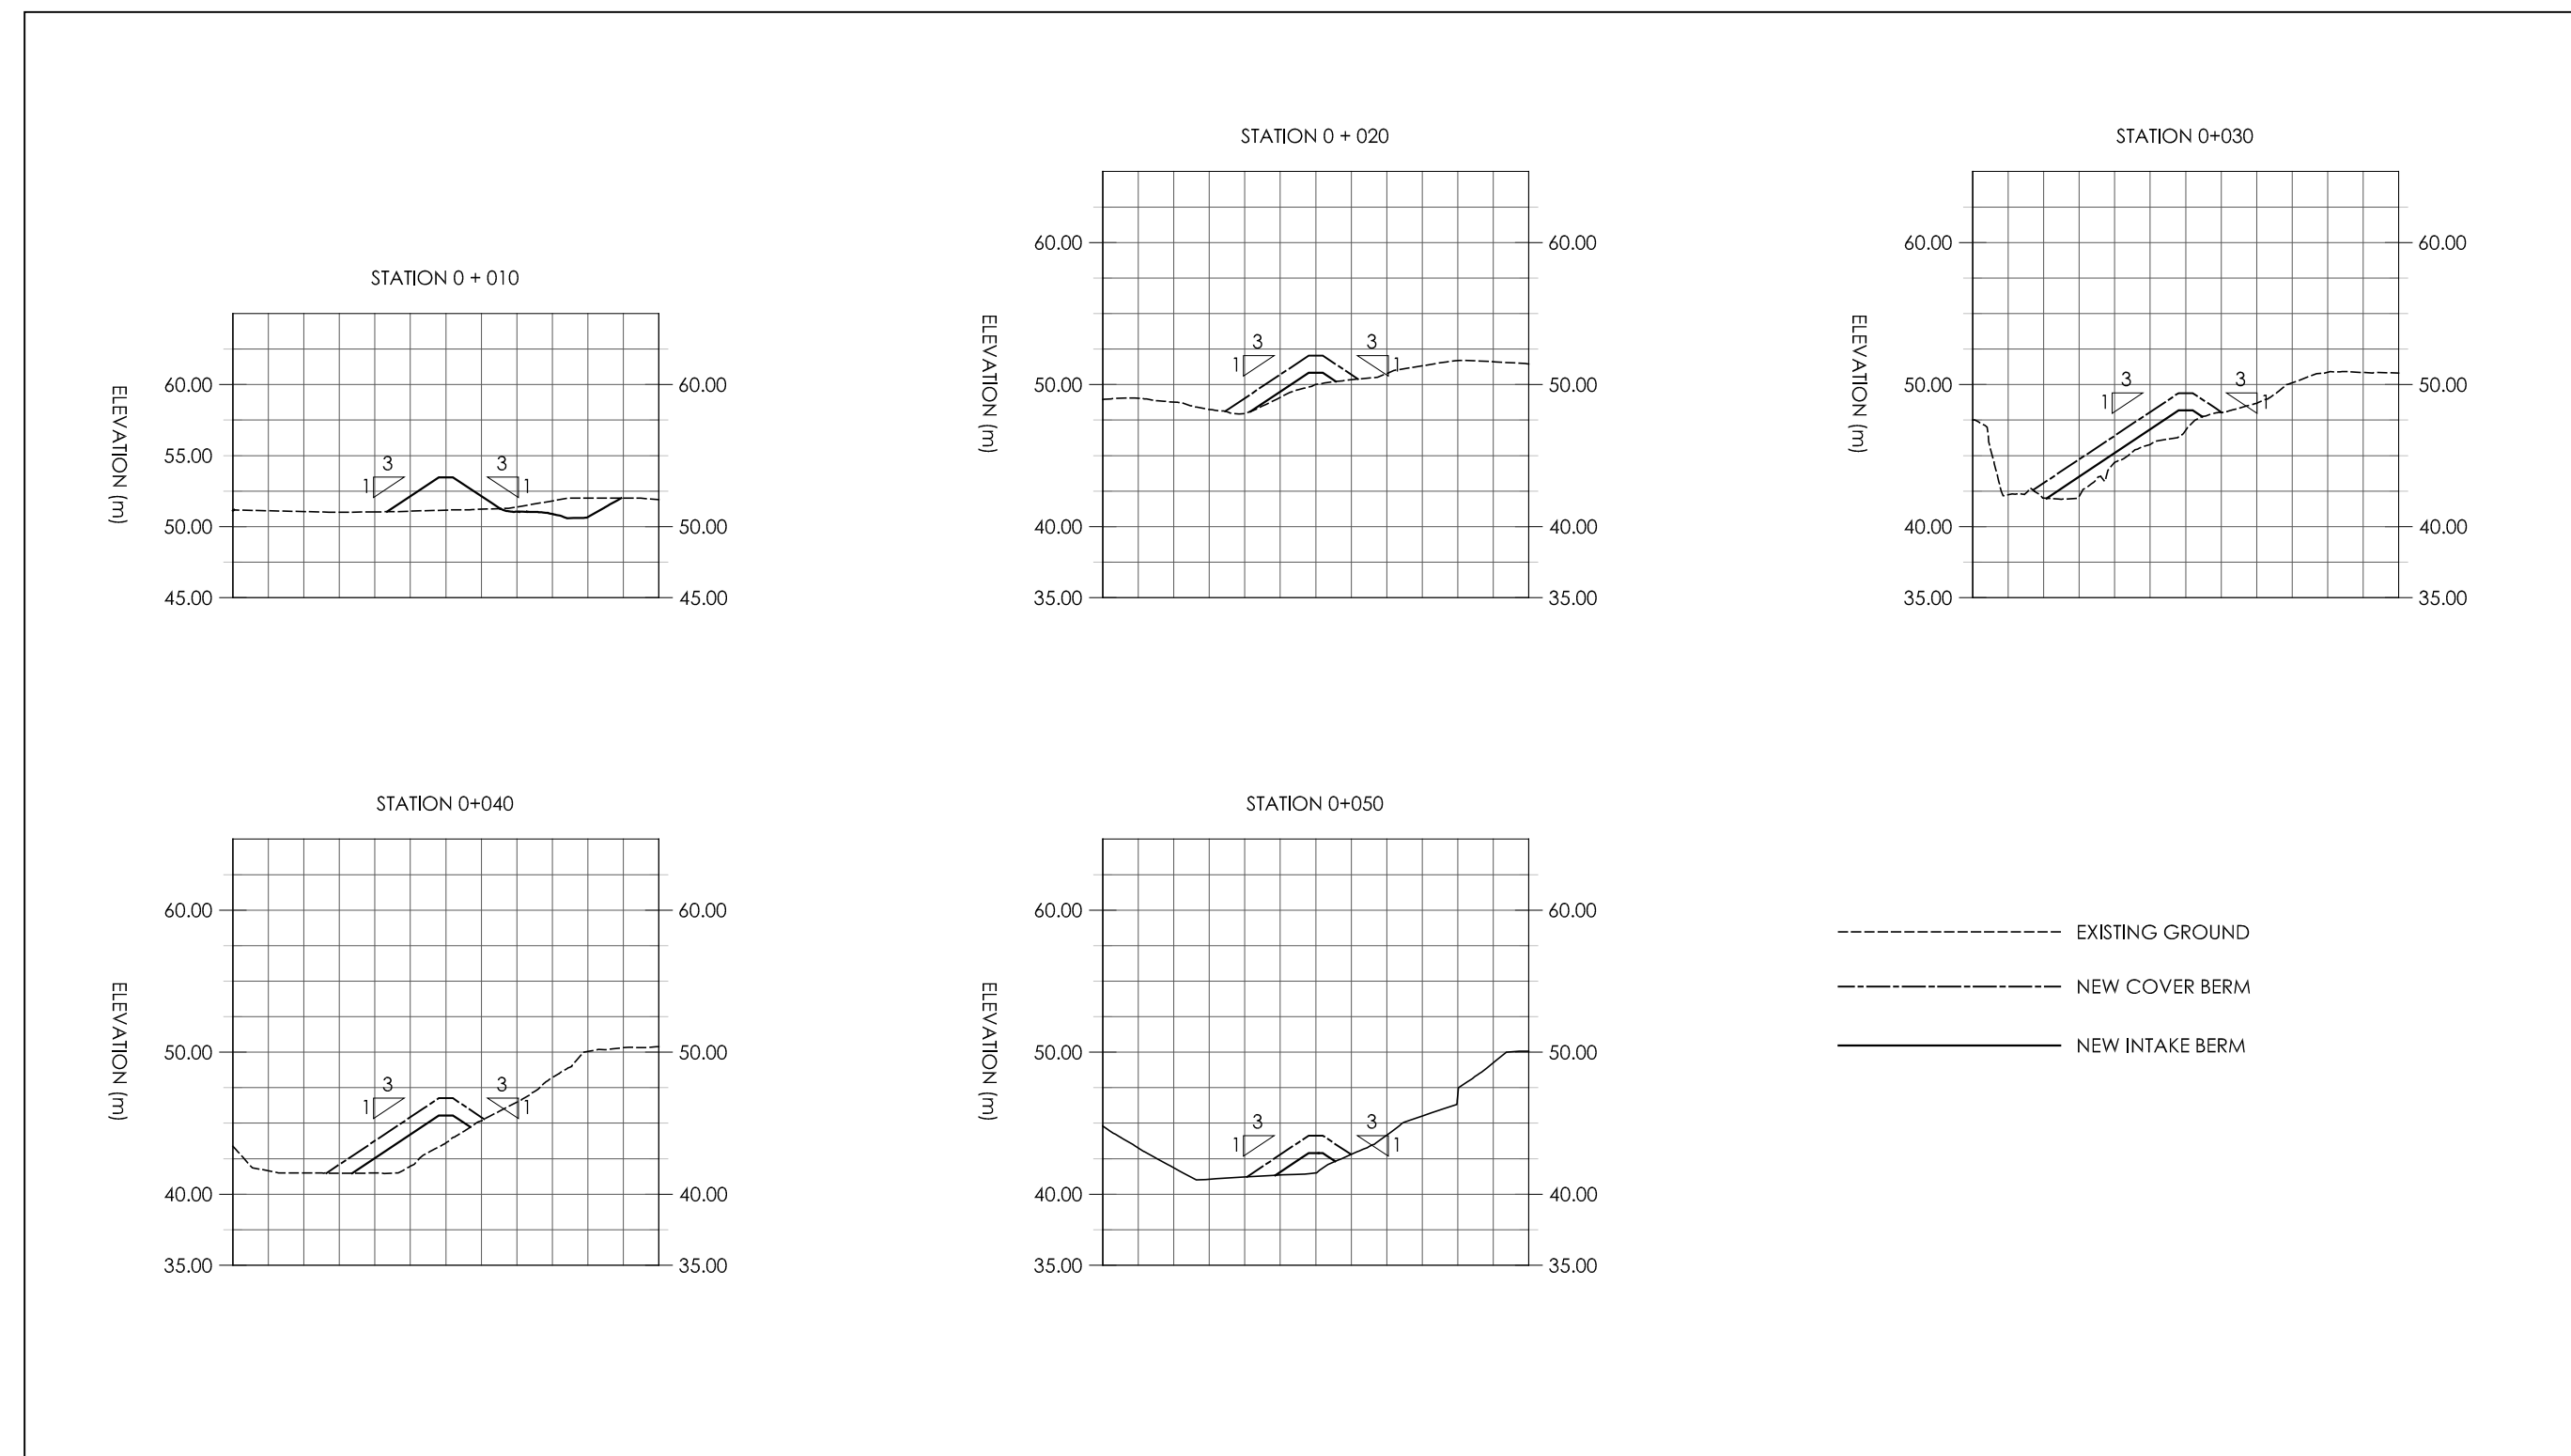 STATION 0 + 010
ELEVATION (m)
60.00 60.00
55.00
50.00 50.00
45.00 45.00
3 3
1 1
STATION 0 + 020
ELEVATION (m)
60.00 60.00
50.00 50.00
40.00 40.00
35.00 35.00
3 3
1 1
STATION 0+030
ELEVATION (m)
60.00 60.00
50.00 50.00
40.00 40.00
35.00 35.00
3 3
1 1
STATION 0+040
ELEVATION (m)
60.00 60.00
50.00 50.00
40.00 40.00
35.00 35.00
3 3
1 1
STATION 0+050
ELEVATION (m)
60.00 60.00
50.00 50.00
40.00 40.00
35.00 35.00
3 3
1 1
EXISTING GROUND
NEW COVER BERM
NEW INTAKE BERM